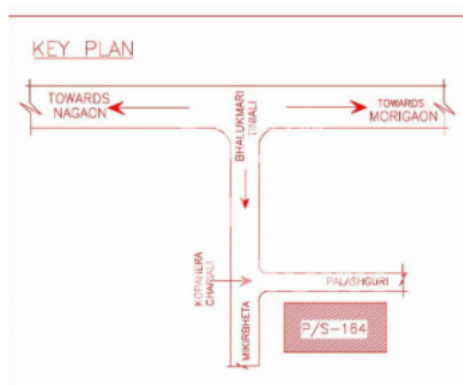 KEY PLAN
TOWARDS
NAGAON
TOWARDS
MORIGAON
BHALUKMARI
TINIALI
KOPAHERA
CHARIALI
PALASHGURI
MIKIRBHETA
P/S-164